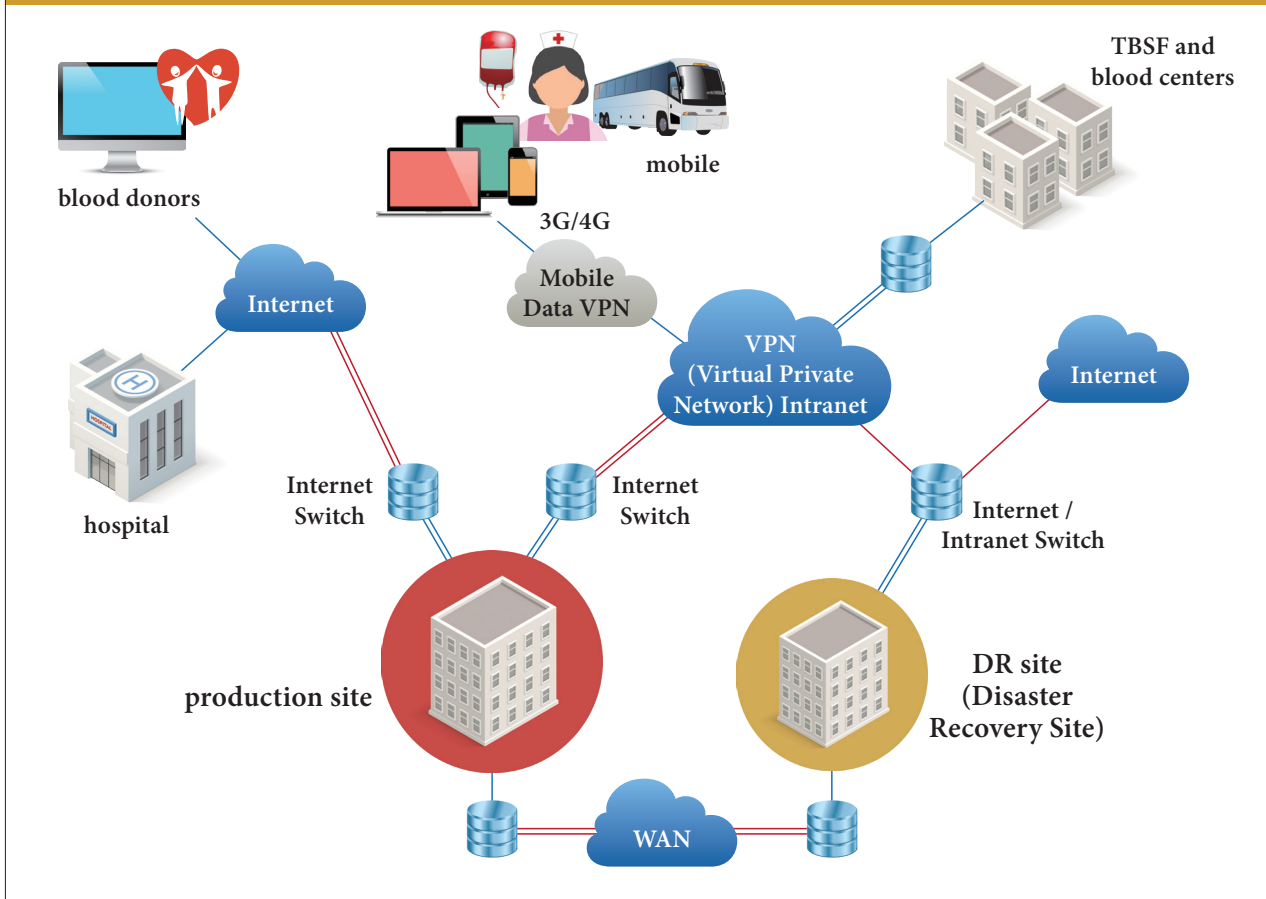 TBSF and
blood centers
mobile
blood donors
3G/4G
Mobile
Data VPN
Internet
VPN
(Virtual Private
Network) Intranet
Internet
H
HOSPITAL
hospital
Internet
Switch
Internet
Switch
Internet /
Intranet Switch
production site
DR site
(Disaster
Recovery Site)
WAN